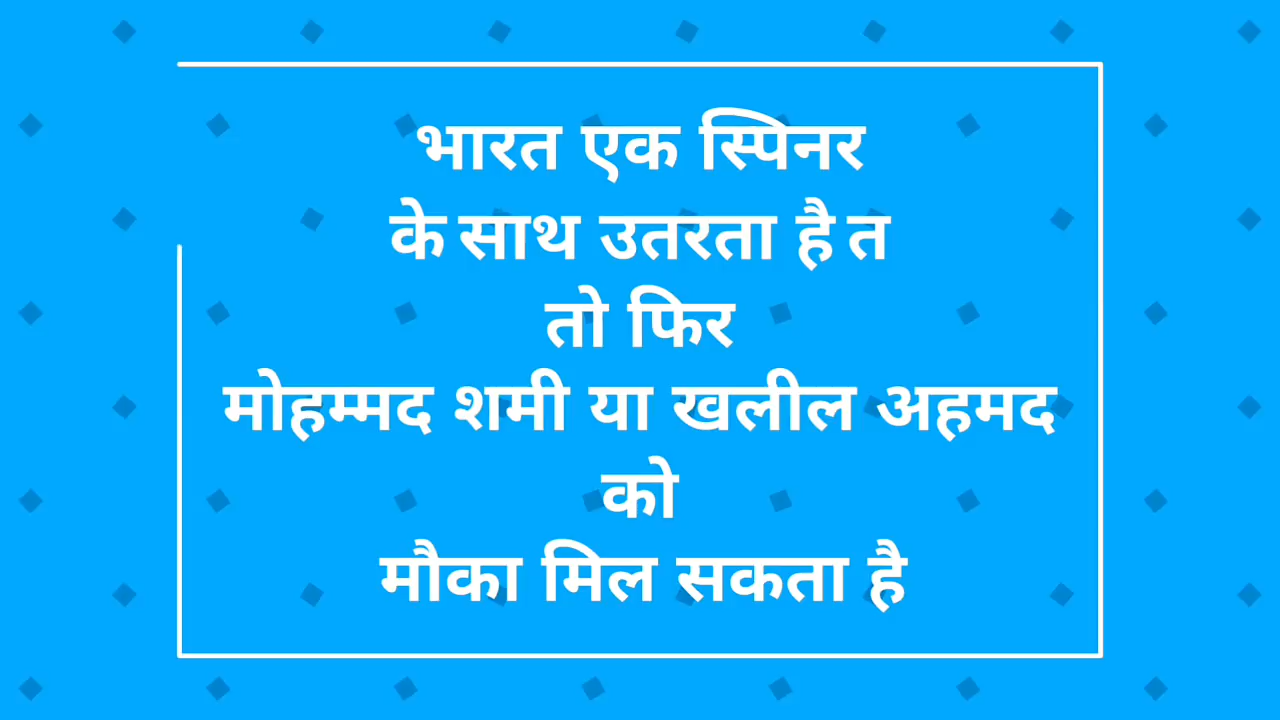 भारत एक स्पिनर
के साथ उतरता है त
तो फिर
मोहम्मद शमी या खलील अहमद
को
मौका मिल सकता है